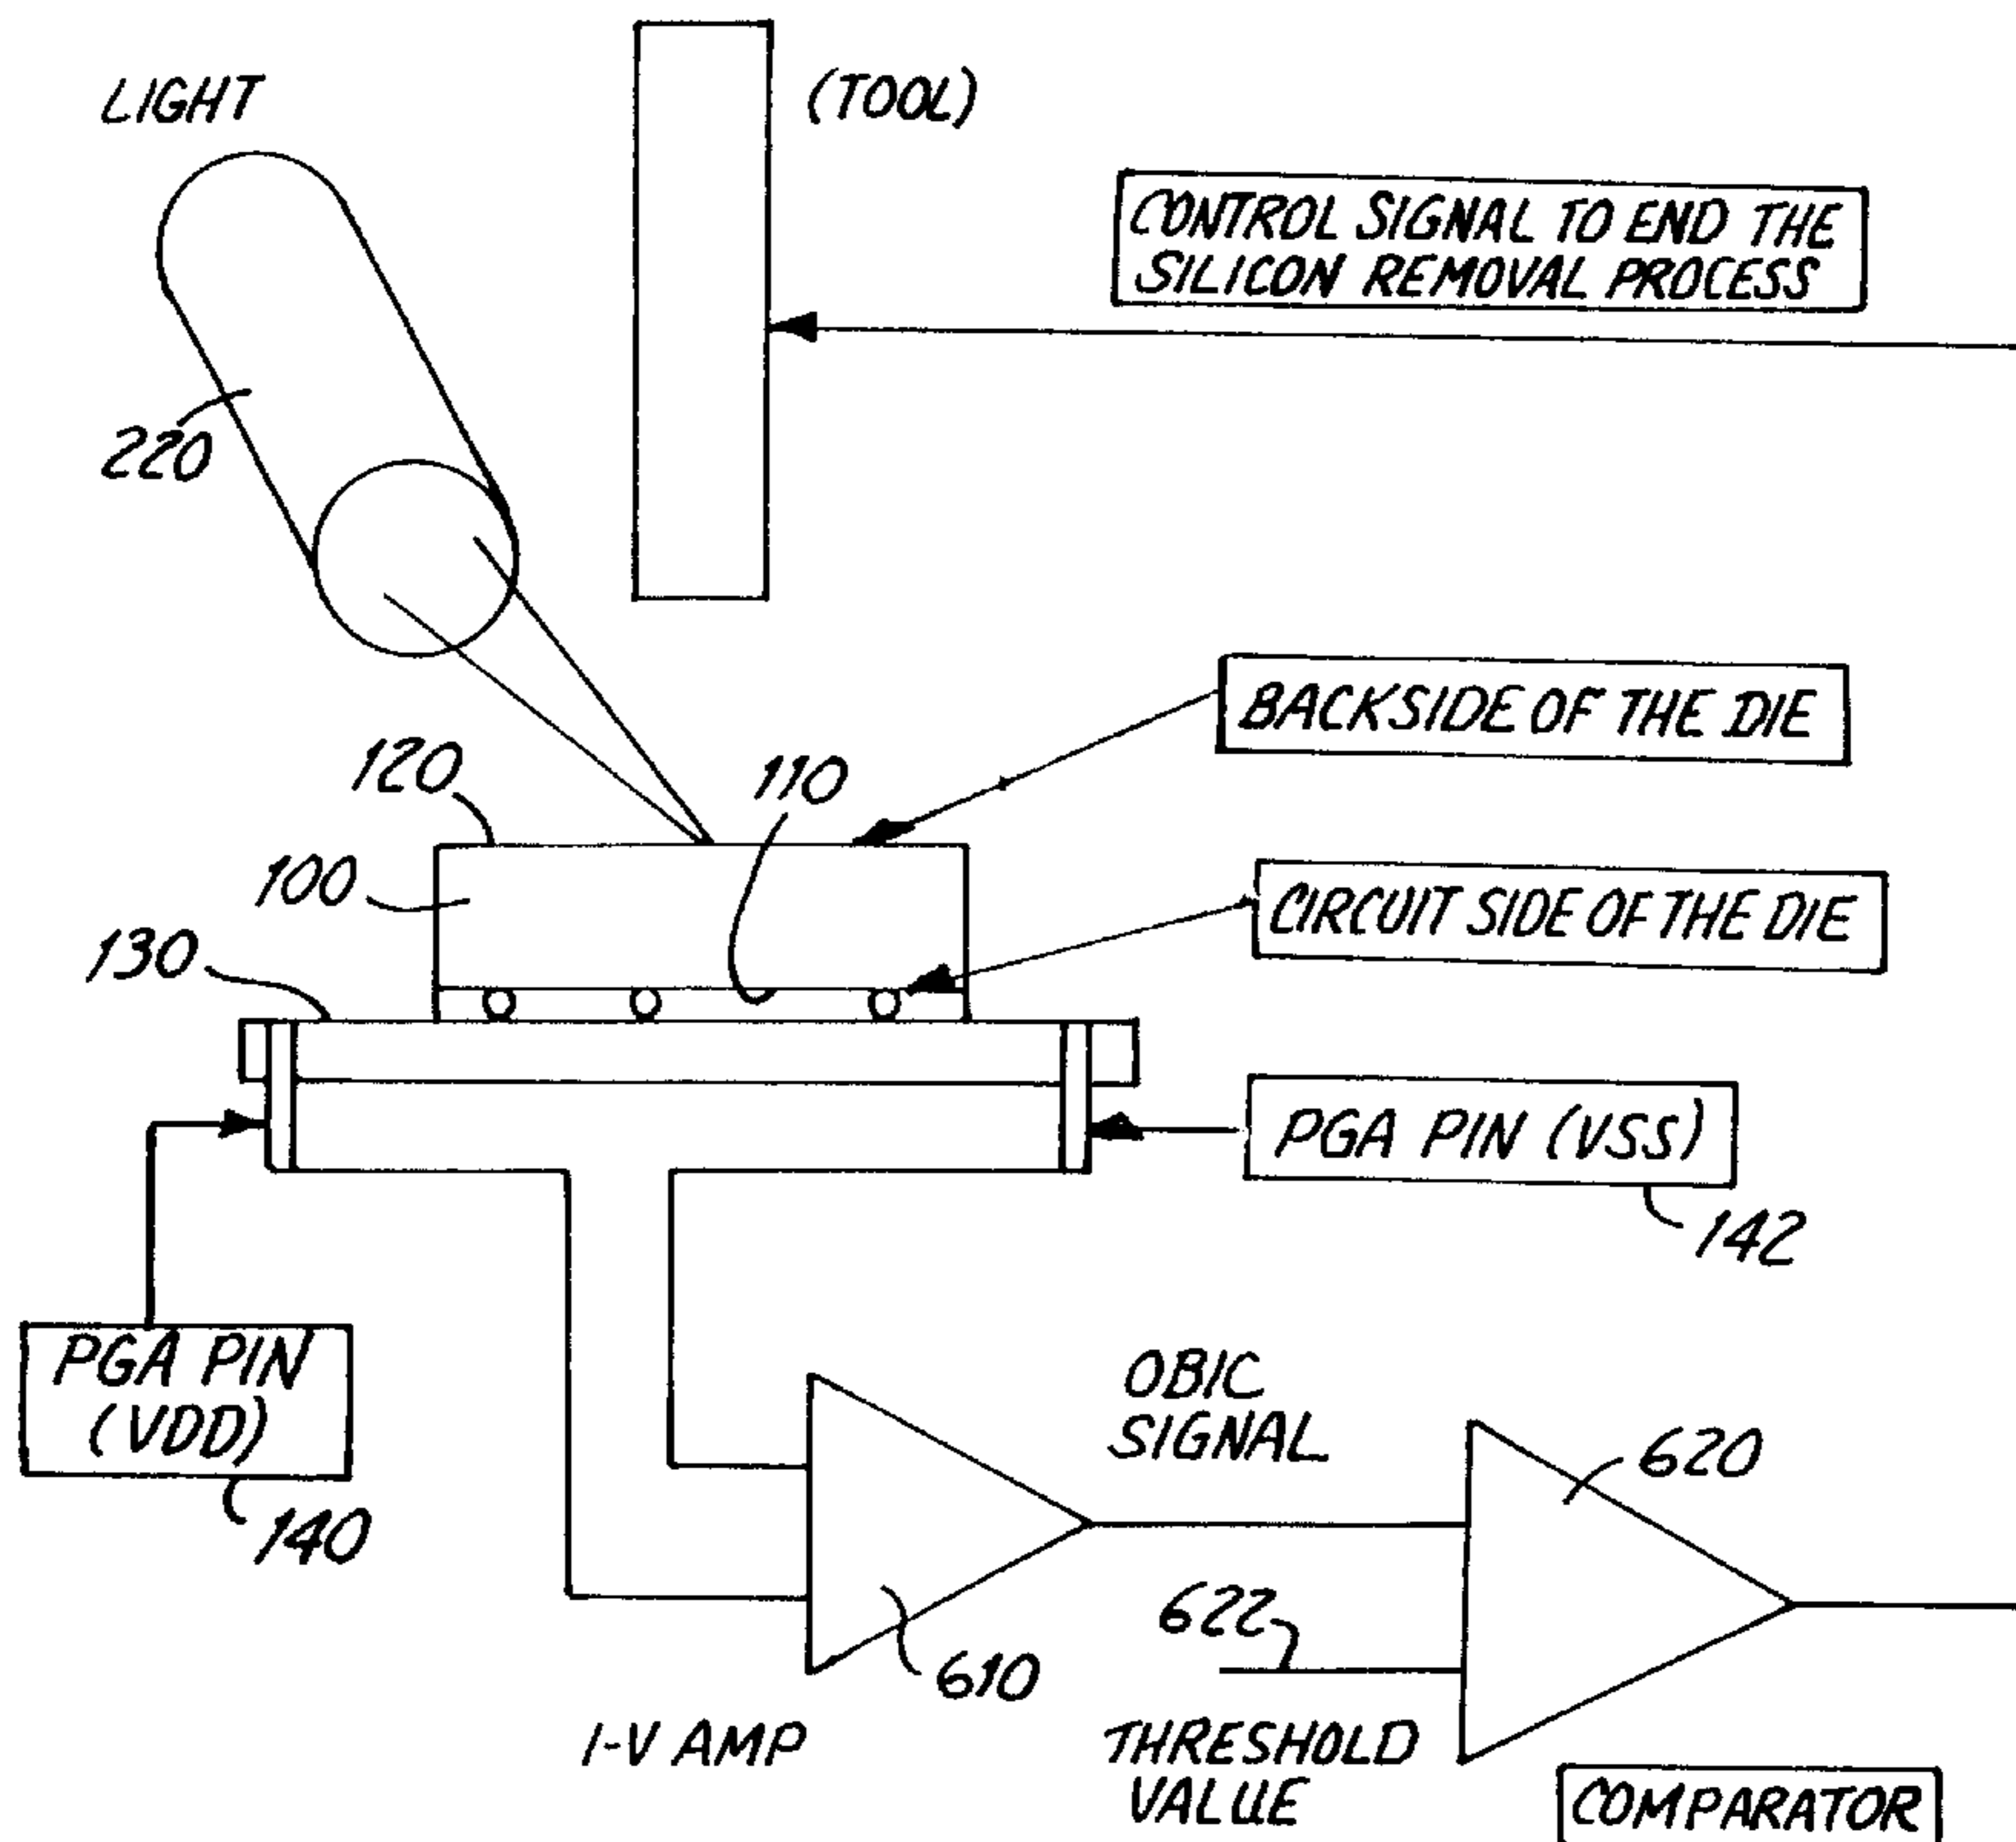 LIGHT
(TOOL)
CONTROL SIGNAL TO END THE
SILICON REMOVAL PROCESS
220
BACKSIDE OF THE DIE
120
110
100
CIRCUIT SIDE OF THE DIE
130
PGA PIN (VSS)
142
PGA PIN
(VDD)
140
OBIC
SIGNAL
620
622
610
I-V AMP
THRESHOLD
VALUE
COMPARATOR